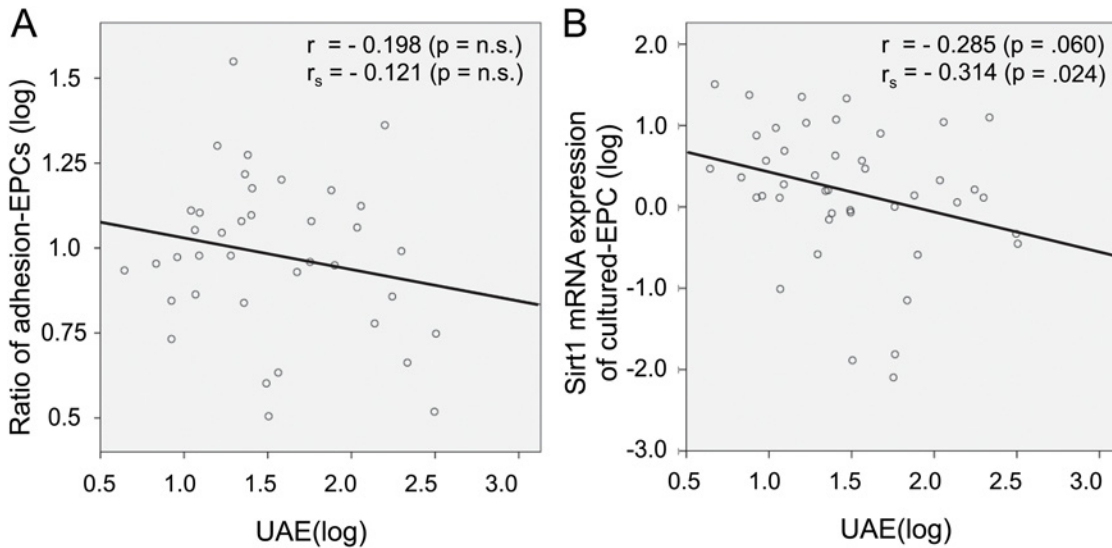 A
r = - 0.198 (p = n.s.)
rs = - 0.121 (p = n.s.)
Ratio of adhesion-EPCs (log)
1.5
1.25
1.0
0.75
0.5
0.5 1.0 1.5 2.0 2.5 3.0
UAE(log)
B
r = - 0.285 (p = .060)
rs = - 0.314 (p = .024)
Sirt1 mRNA expression
of cultured-EPC (log)
2.0
1.0
0.0
-1.0
-2.0
-3.0
0.5 1.0 1.5 2.0 2.5 3.0
UAE(log)